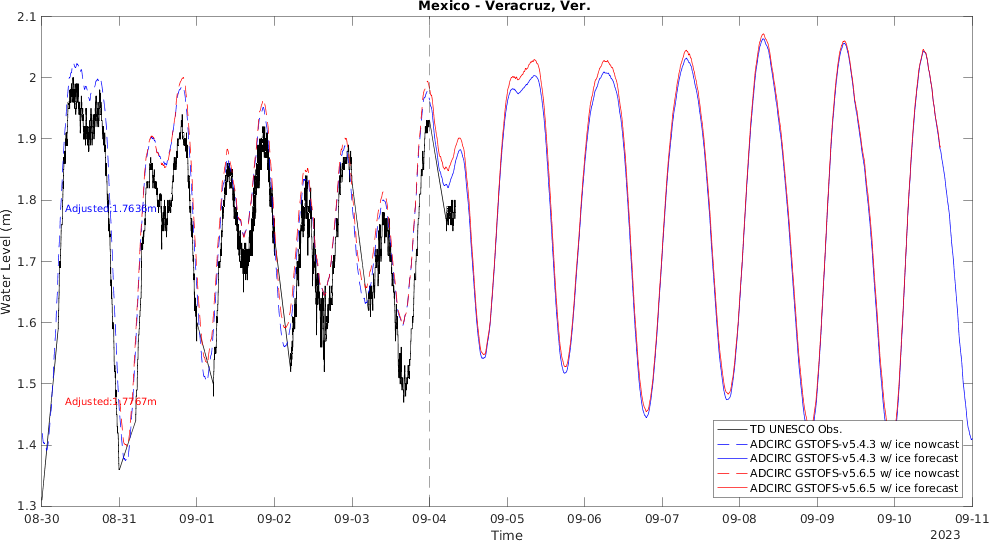 Mexico - Veracruz, Ver.
2.1
2
1.9
1.8
1.7
1.6
1.5
1.4
1.3
Water Level (m)
Adjusted:1.7636m
Adjusted:1.7767m
TD UNESCO Obs.
ADCIRC GSTOFS-v5.4.3 w/ ice nowcast
ADCIRC GSTOFS-v5.4.3 w/ ice forecast
ADCIRC GSTOFS-v5.6.5 w/ ice nowcast
ADCIRC GSTOFS-v5.6.5 w/ ice forecast
08-30 08-31 09-01 09-02 09-03 09-04 09-05 09-06 09-07 09-08 09-09 09-10 09-11
Time
2023